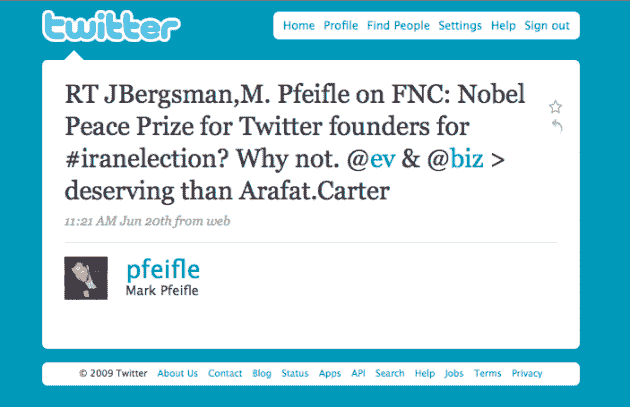 twitter
Home Profile Find People Settings Help Sign out
RT JBergsman,M. Pfeifle on FNC: Nobel
Peace Prize for Twitter founders for
#iranelection? Why not. @ev & @biz >
deserving than Arafat.Carter
11:21 AM Jun 20th from web
pfeifle
Mark Pfeifle
© 2009 Twitter About Us Contact Blog Status Apps API Search Help Jobs Terms Privacy